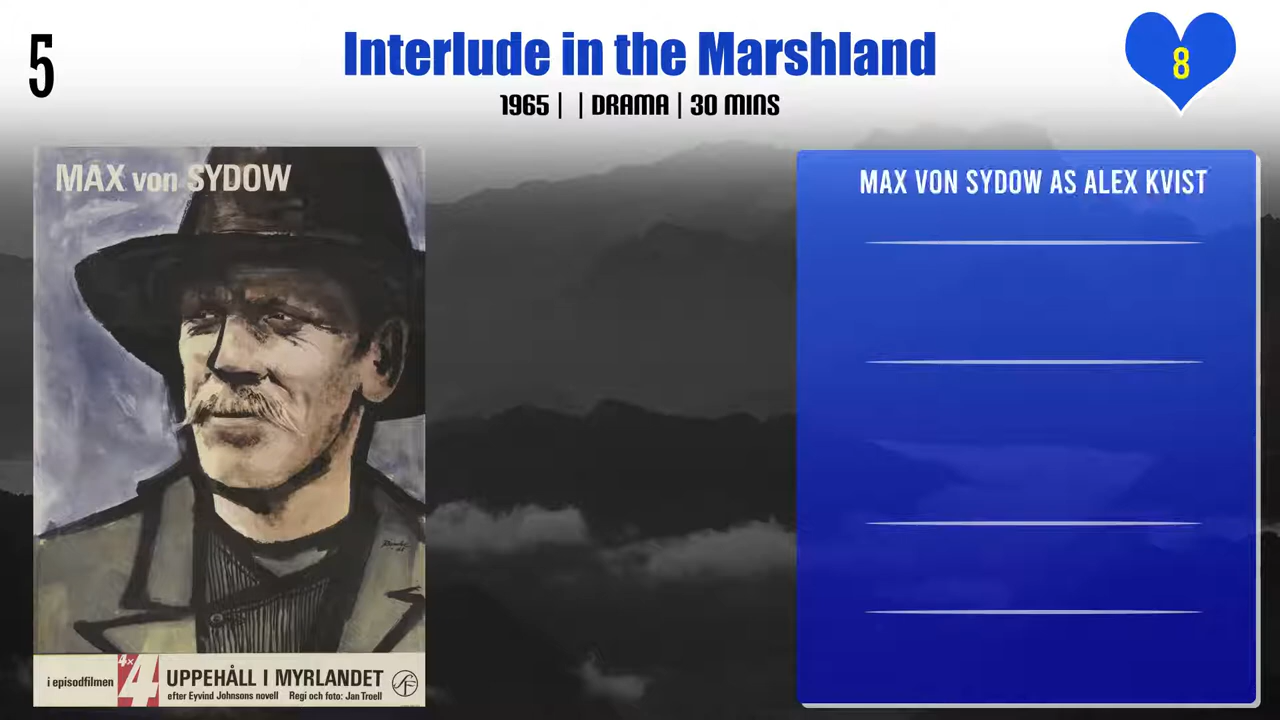 5
Interlude in the Marshland
8
1965 | | DRAMA | 30 MINS
MAX von SYDOW
i episodfilmen 4x4 UPPEHÅLL I MYRLANDET
efter Eyvind Johnsons novell Regi och foto: Jan Troell
SF
MAX VON SYDOW AS ALEX KVIST